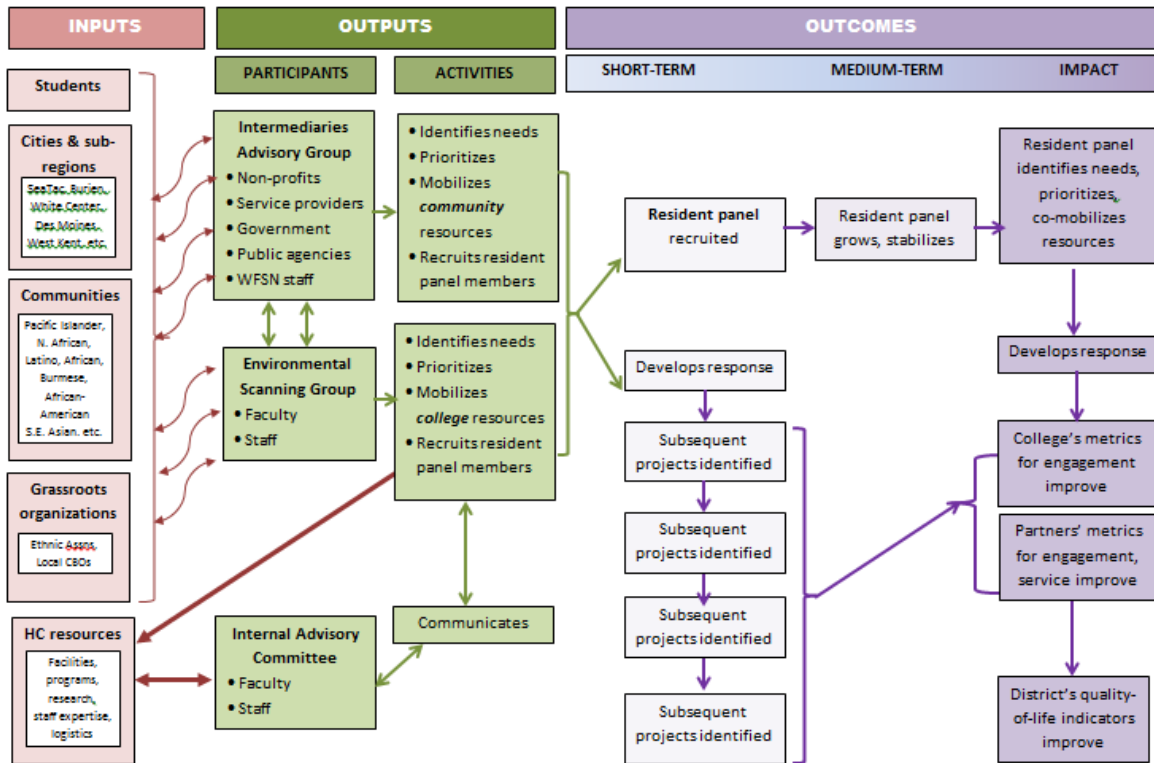 INPUTS
OUTPUTS
OUTCOMES
PARTICIPANTS
ACTIVITIES
SHORT-TERM
MEDIUM-TERM
IMPACT
Students
Cities & sub-
regions
SeaTac, Burien,
White Center,
Des Moines,
West Kent, etc.
Communities
Pacific Islander,
N. African,
Latino, African,
Burmese,
African-
American
S.E. Asian. etc.
Grassroots
organizations
Ethnic Assns,
Local CBOs
HC resources
Facilities,
programs,
research,
staff expertise,
logistics
Intermediaries
Advisory Group
• Non-profits
• Service providers
• Government
• Public agencies
• WFSN staff
Environmental
Scanning Group
• Faculty
• Staff
Internal Advisory
Committee
• Faculty
• Staff
• Identifies needs
• Prioritizes
• Mobilizes
community
resources
• Recruits resident
panel members
• Identifies needs
• Prioritizes
• Mobilizes
college resources
• Recruits resident
panel members
Communicates
Resident panel
recruited
Resident panel
grows, stabilizes
Resident panel
identifies needs,
prioritizes,
co-mobilizes
resources
Develops response
Subsequent
projects identified
Subsequent
projects identified
Subsequent
projects identified
Subsequent
projects identified
Develops response
College's metrics
for engagement
improve
Partners' metrics
for engagement,
service improve
District's quality-
of-life indicators
improve